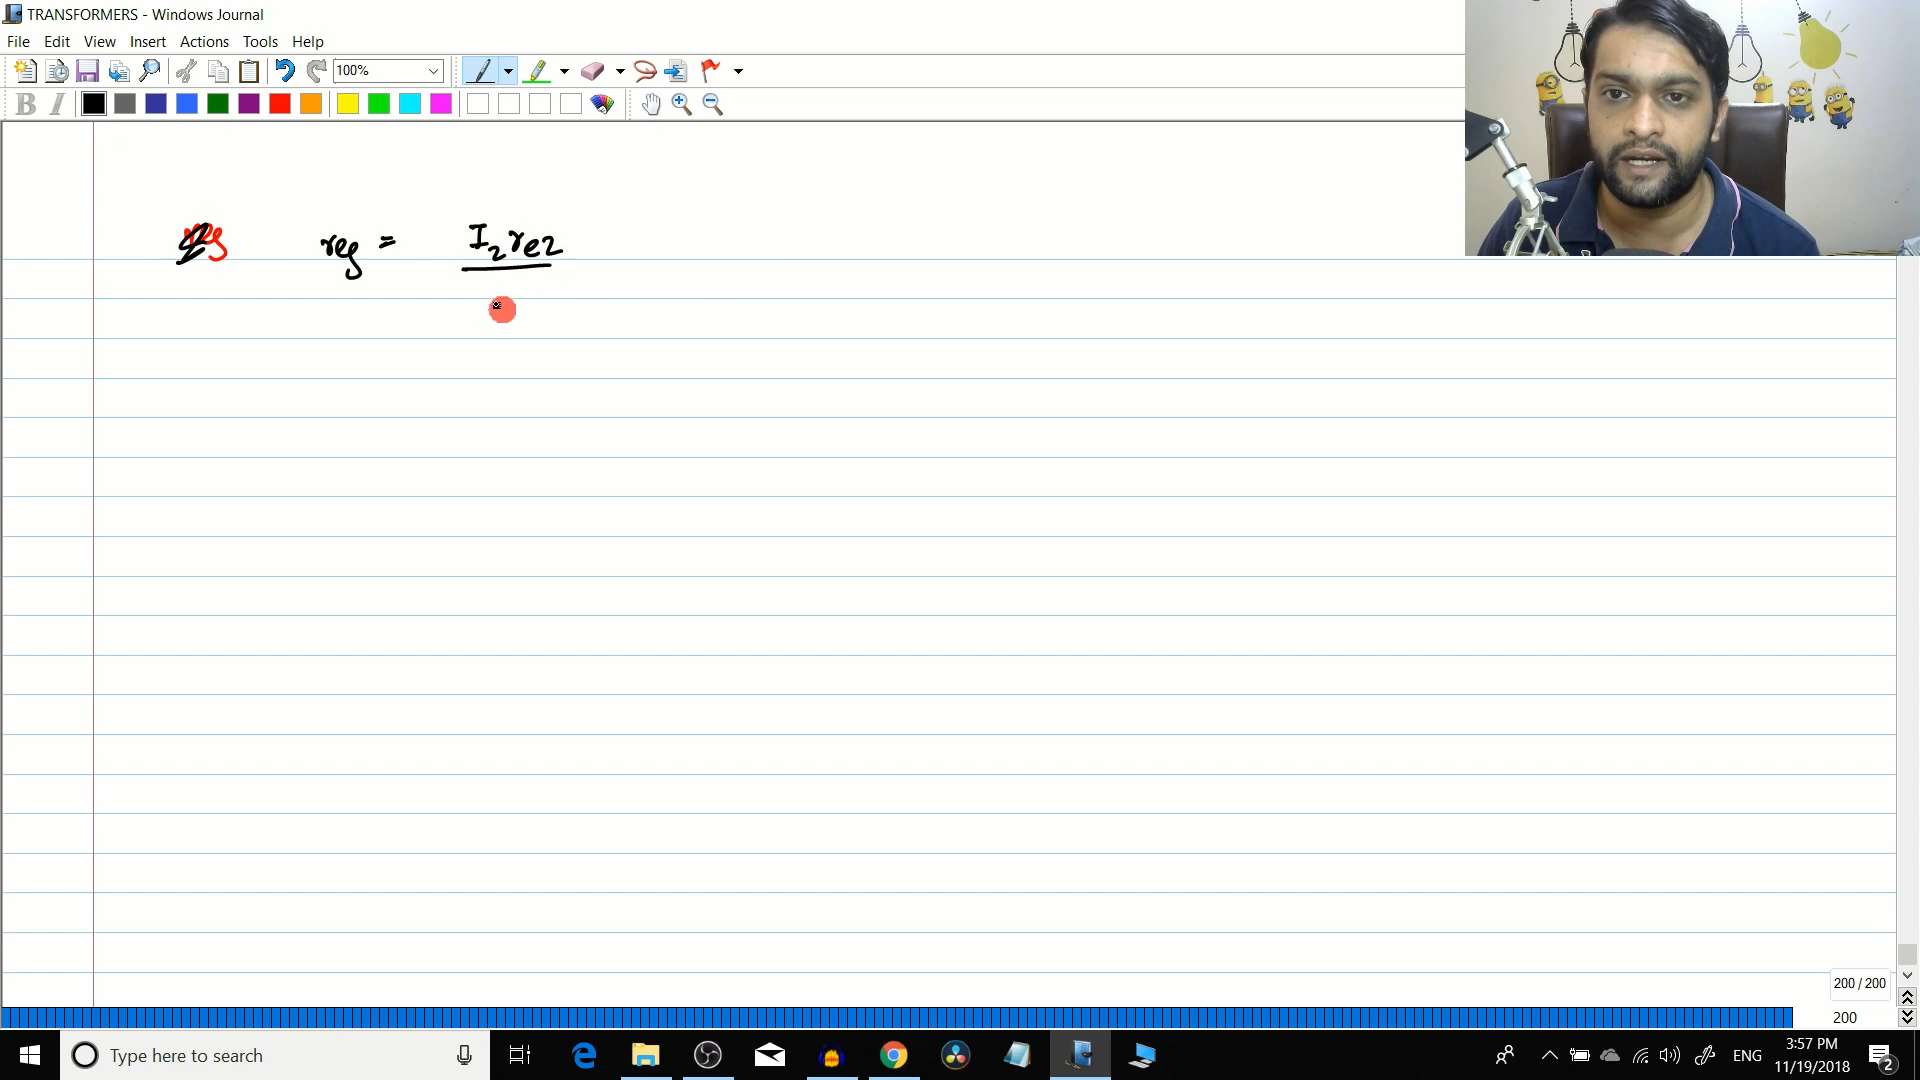 TRANSFORMERS - Windows Journal
File Edit View Insert Actions Tools Help
100%
B I
reg = I₂re2
200 / 200
200
Type here to search
ENG
3:57 PM
11/19/2018
2